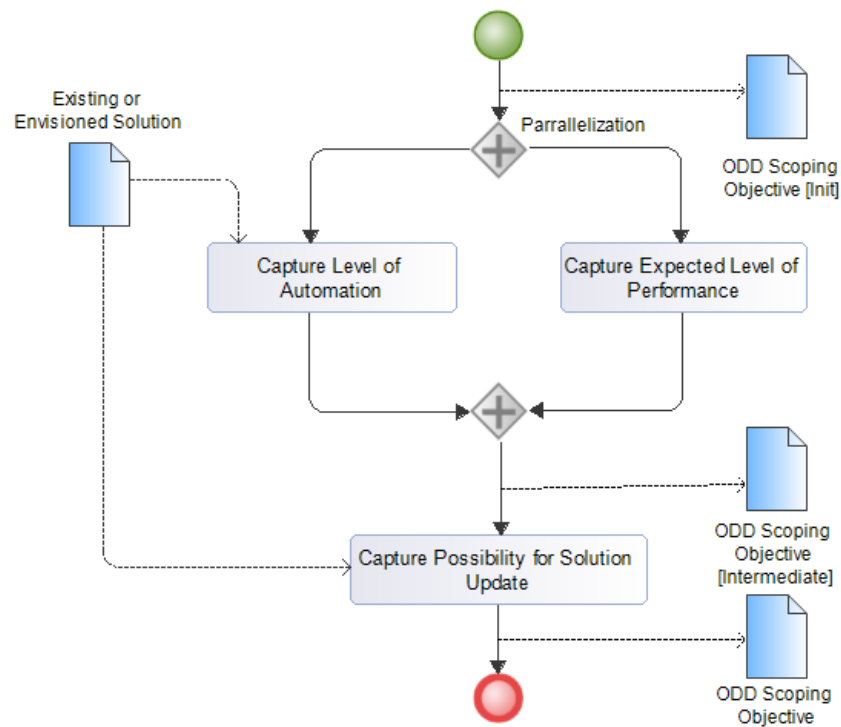 Existing or
Envisioned Solution
Parrallelization
ODD Scoping
Objective [Init]
Capture Level of
Automation
Capture Expected Level of
Performance
ODD Scoping
Objective
[Intermediate]
Capture Possibility for Solution
Update
ODD Scoping
Objective